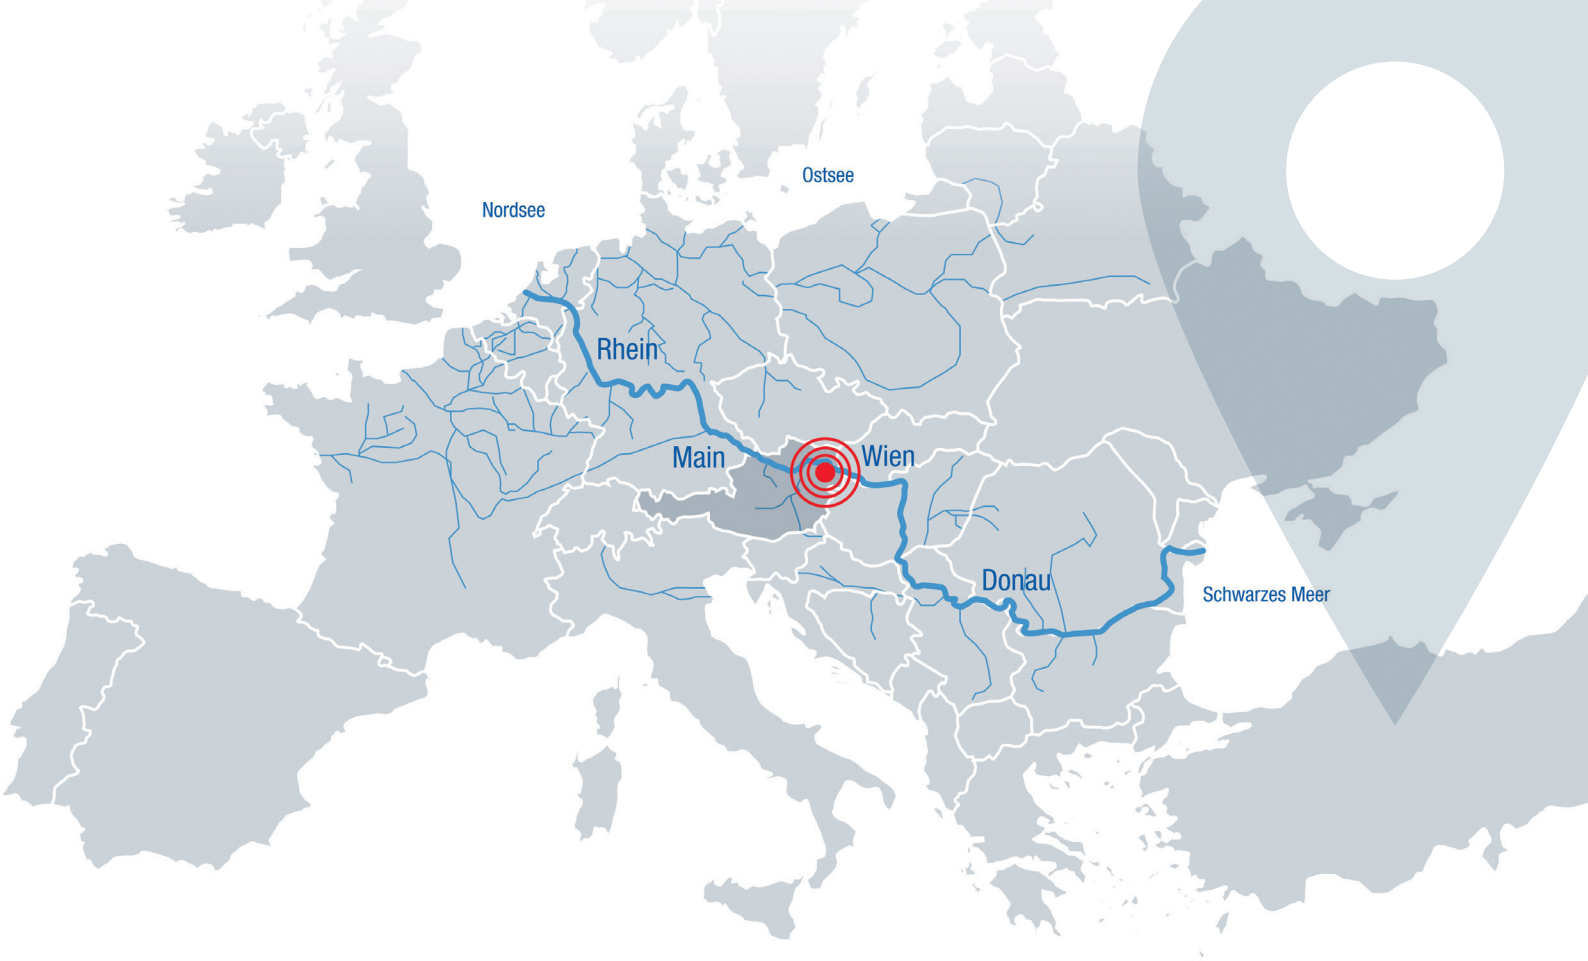 Ostsee
Nordsee
Rhein
Main
Wien
Donau
Schwarzes Meer